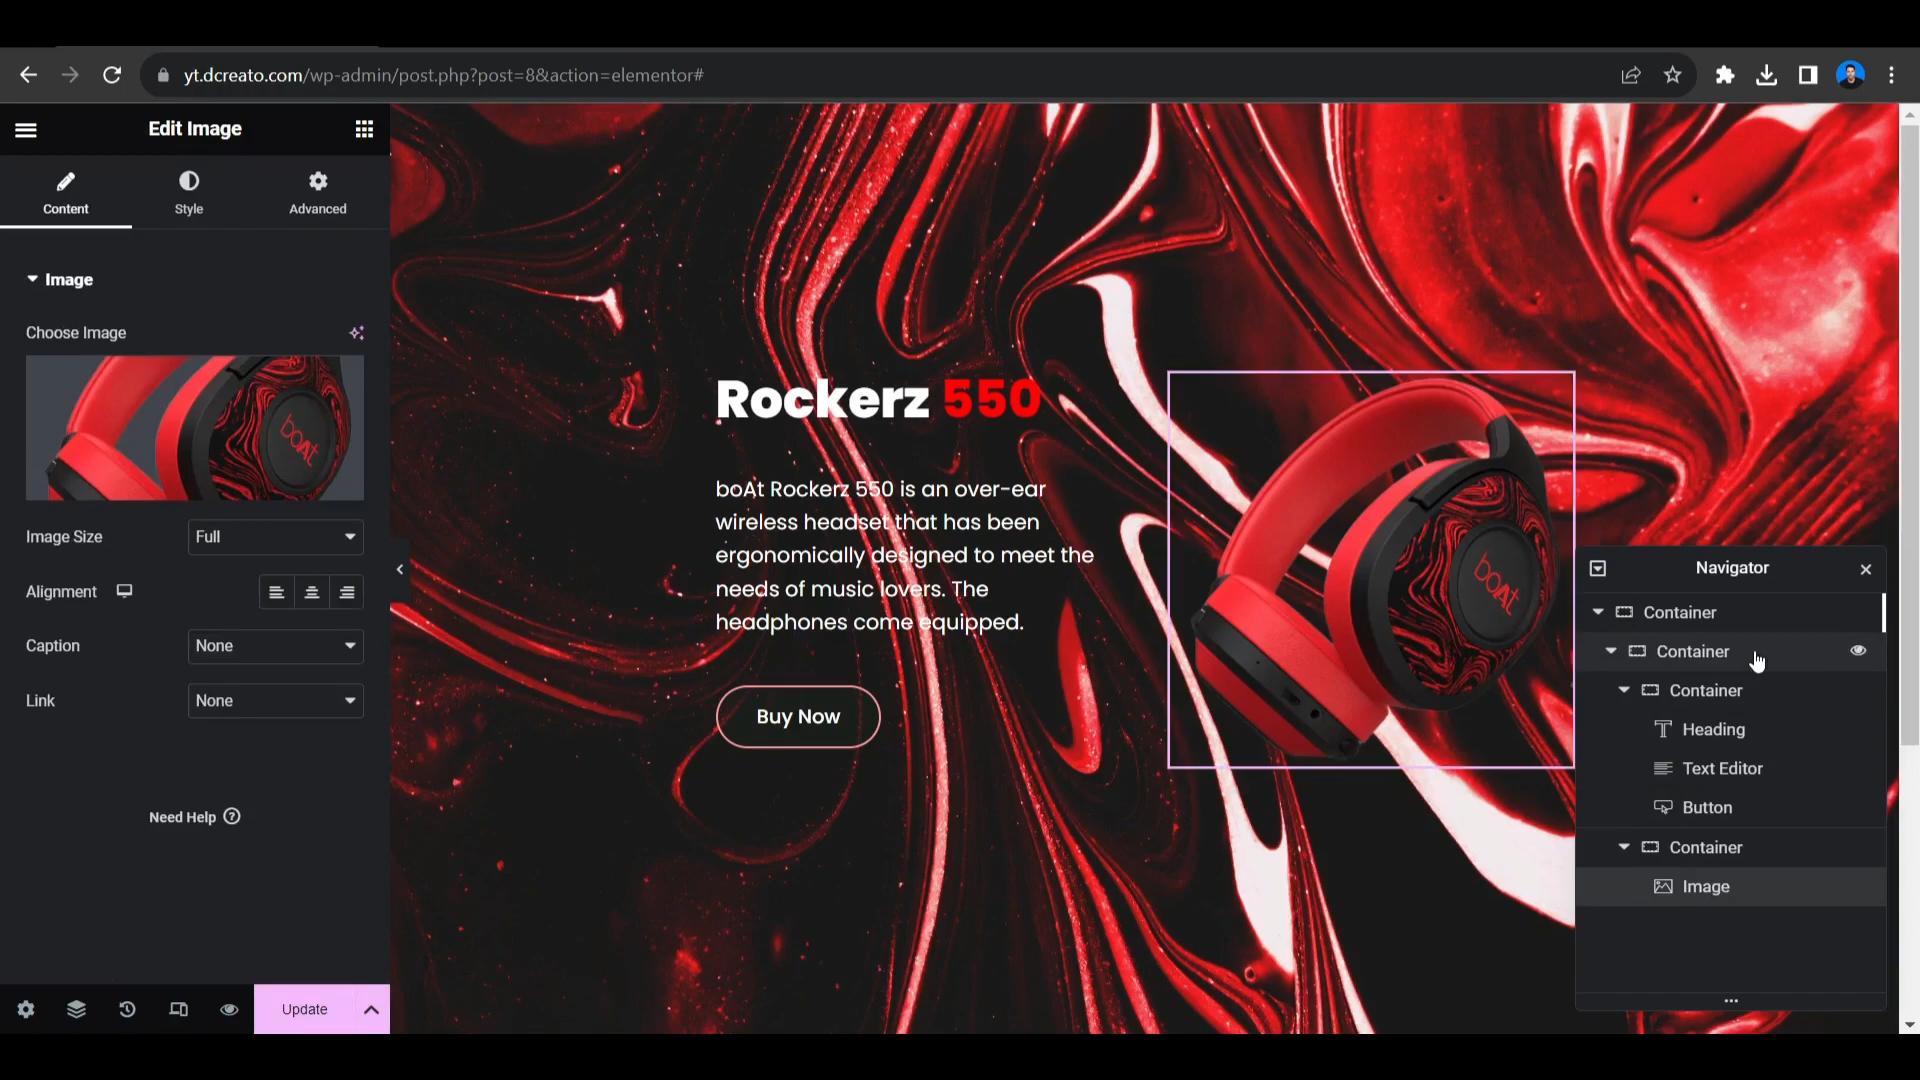 yt.dcreato.com/wp-admin/post.php?post=8&action=elementor#
Edit Image
Content
Style
Advanced
Image
Choose Image
boAt
Image Size
Full
Alignment
Caption
None
Link
None
Need Help
Update
Rockerz 550
boAt Rockerz 550 is an over-ear
wireless headset that has been
ergonomically designed to meet the
needs of music lovers. The
headphones come equipped.
Buy Now
boAt
Navigator
Container
Container
Container
Heading
Text Editor
Button
Container
Image